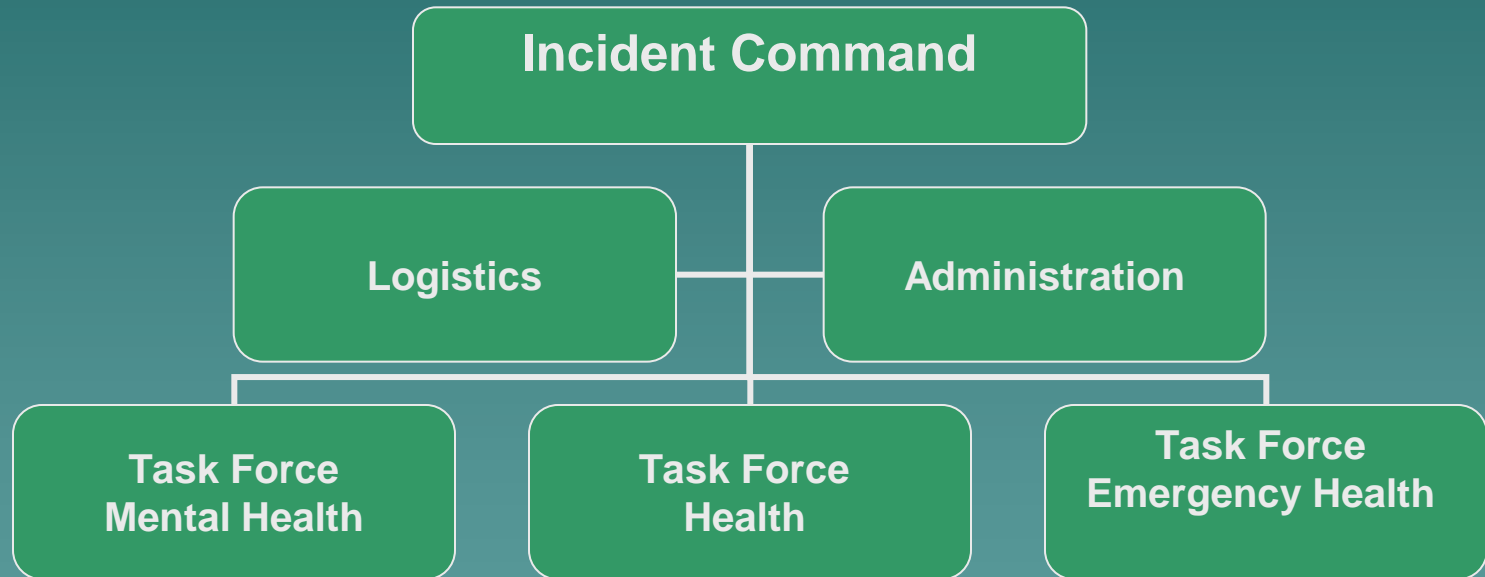 Incident Command
Logistics
Administration
Task Force
Mental Health
Task Force
Health
Task Force
Emergency Health